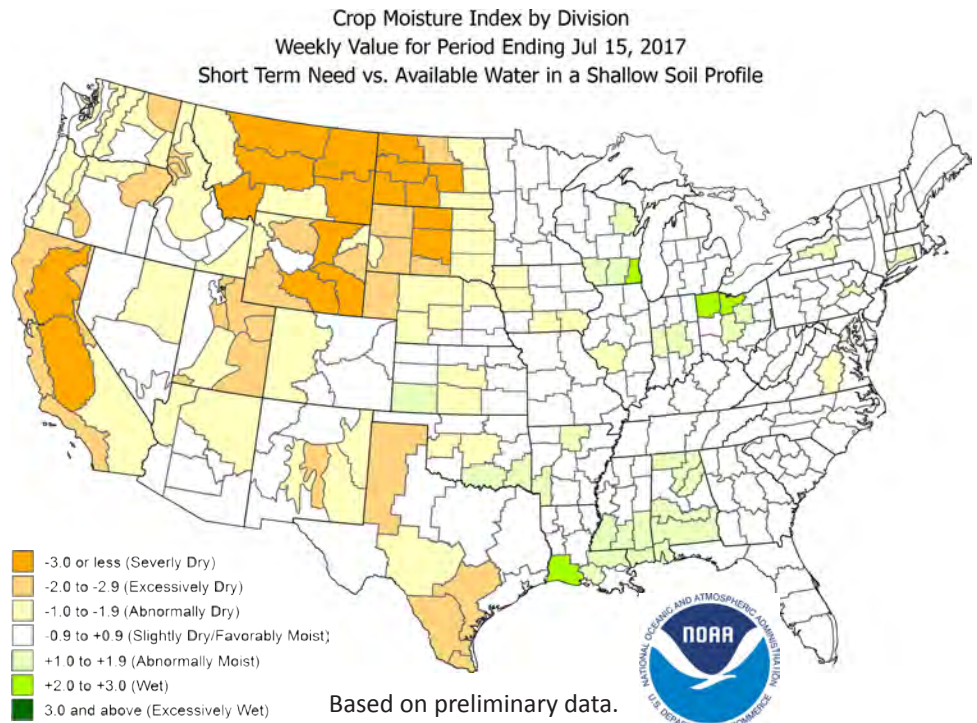 Crop Moisture Index by Division
Weekly Value for Period Ending Jul 15, 2017
Short Term Need vs. Available Water in a Shallow Soil Profile
-3.0 or less (Severly Dry)
-2.0 to -2.9 (Excessively Dry)
-1.0 to -1.9 (Abnormally Dry)
-0.9 to +0.9 (Slightly Dry/Favorably Moist)
+1.0 to +1.9 (Abnormally Moist)
+2.0 to +3.0 (Wet)
3.0 and above (Excessively Wet)
Based on preliminary data.
NATIONAL OCEANIC AND ATMOSPHERIC ADMINISTRATION
NOAA
U.S. COMMERCE